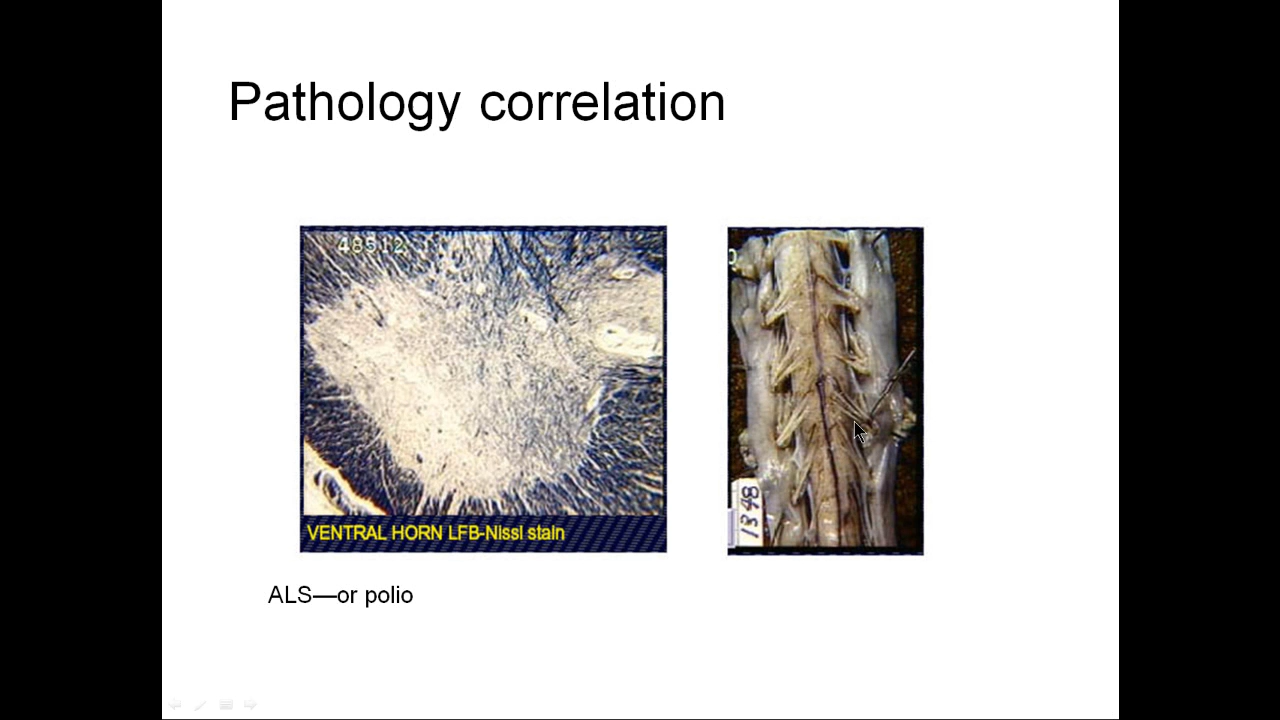 Pathology correlation
48512
VENTRAL HORN LFB-Nissl stain
1348
ALS—or polio